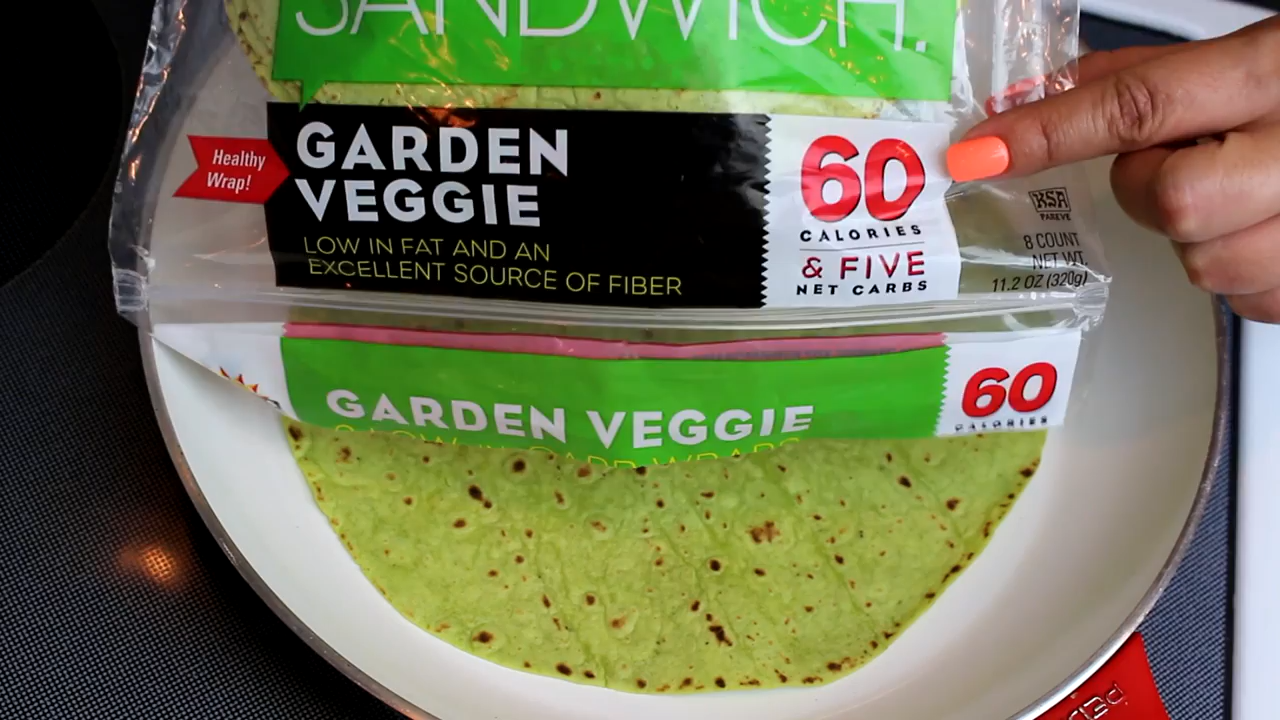 SANDWICH.
Healthy
Wrap!
GARDEN
VEGGIE
LOW IN FAT AND AN
EXCELLENT SOURCE OF FIBER
60
CALORIES
& FIVE
NET CARBS
KSA
PAREVE
8 COUNT
NET WT.
11.2 OZ (320g)
GARDEN VEGGIE
60
CALORIES